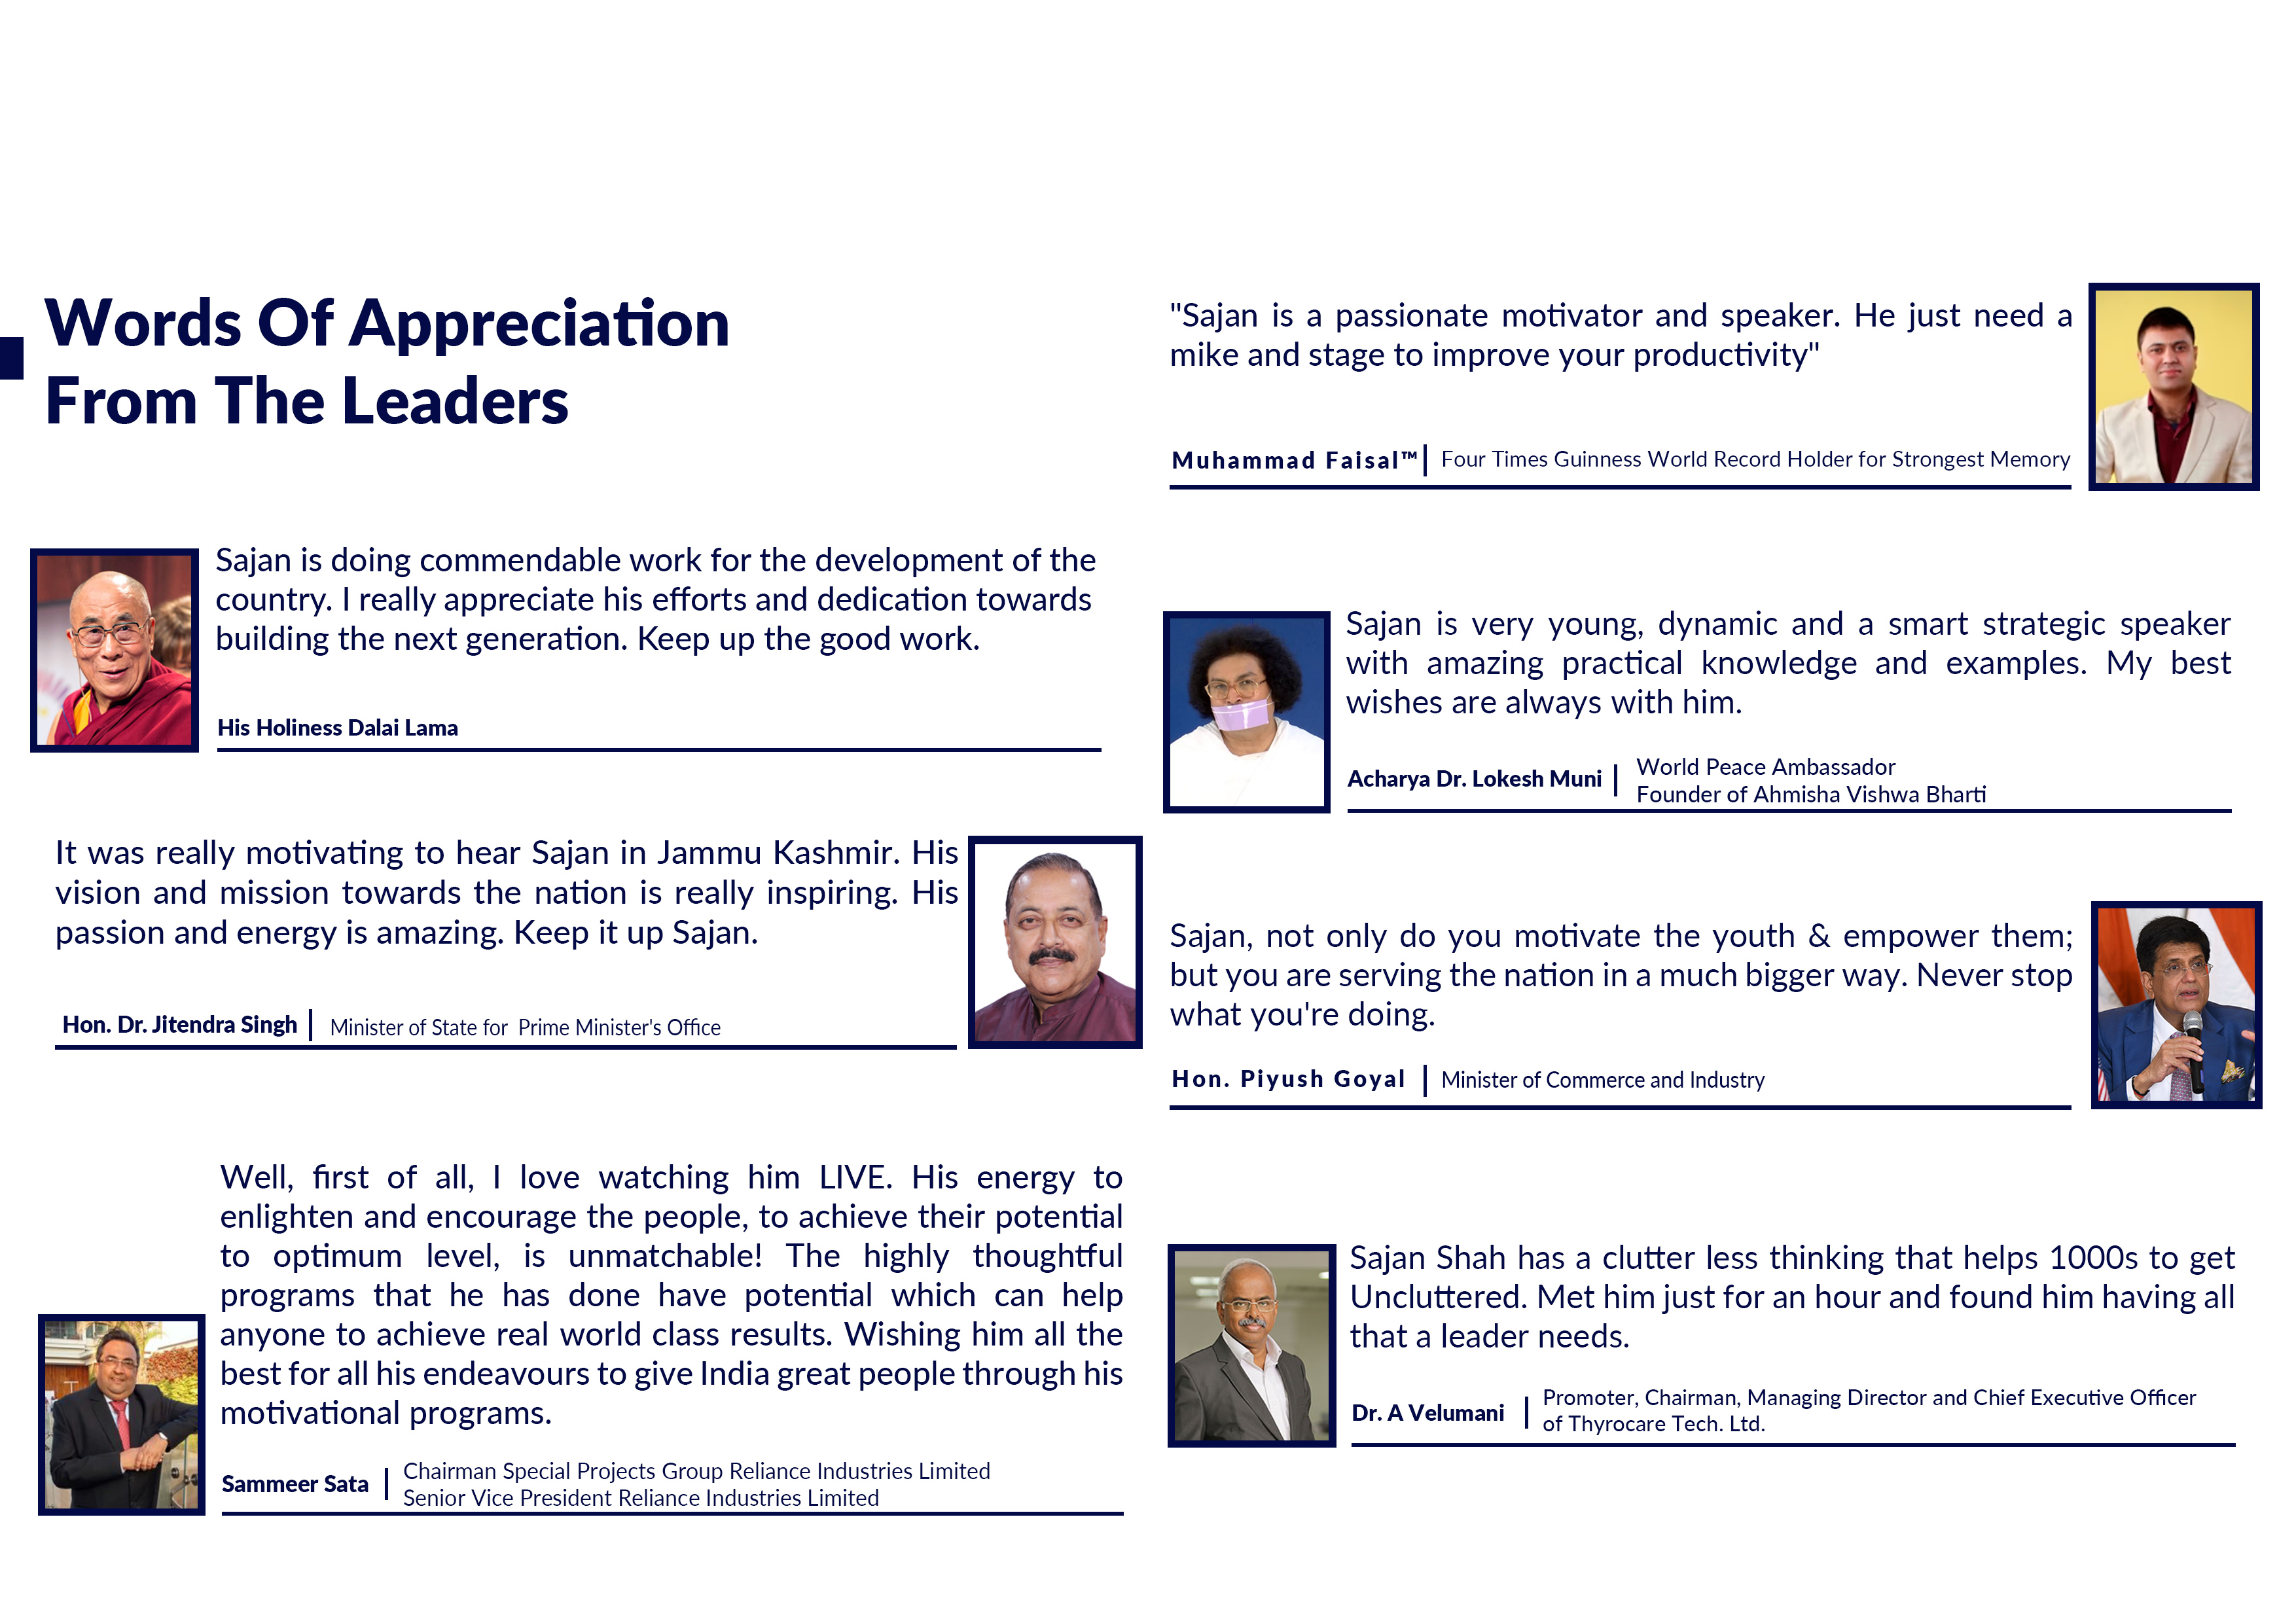 Words Of Appreciation
From The Leaders
Sajan is doing commendable work for the development of the
country. I really appreciate his efforts and dedication towards
building the next generation. Keep up the good work.
His Holiness Dalai Lama
It was really motivating to hear Sajan in Jammu Kashmir. His
vision and mission towards the nation is really inspiring. His
passion and energy is amazing. Keep it up Sajan.
Hon. Dr. Jitendra Singh | Minister of State for Prime Minister's Office
Well, first of all, I love watching him LIVE. His energy to
enlighten and encourage the people, to achieve their potential
to optimum level, is unmatchable! The highly thoughtful
programs that he has done have potential which can help
anyone to achieve real world class results. Wishing him all the
best for all his endeavours to give India great people through his
motivational programs.
Sammeer Sata | Chairman Special Projects Group Reliance Industries Limited
Senior Vice President Reliance Industries Limited
"Sajan is a passionate motivator and speaker. He just need a
mike and stage to improve your productivity"
Muhammad Faisal™ | Four Times Guinness World Record Holder for Strongest Memory
Sajan is very young, dynamic and a smart strategic speaker
with amazing practical knowledge and examples. My best
wishes are always with him.
Acharya Dr. Lokesh Muni | World Peace Ambassador
Founder of Ahmisha Vishwa Bharti
Sajan, not only do you motivate the youth & empower them;
but you are serving the nation in a much bigger way. Never stop
what you're doing.
Hon. Piyush Goyal | Minister of Commerce and Industry
Sajan Shah has a clutter less thinking that helps 1000s to get
Uncluttered. Met him just for an hour and found him having all
that a leader needs.
Dr. A Velumani | Promoter, Chairman, Managing Director and Chief Executive Officer
of Thyrocare Tech. Ltd.